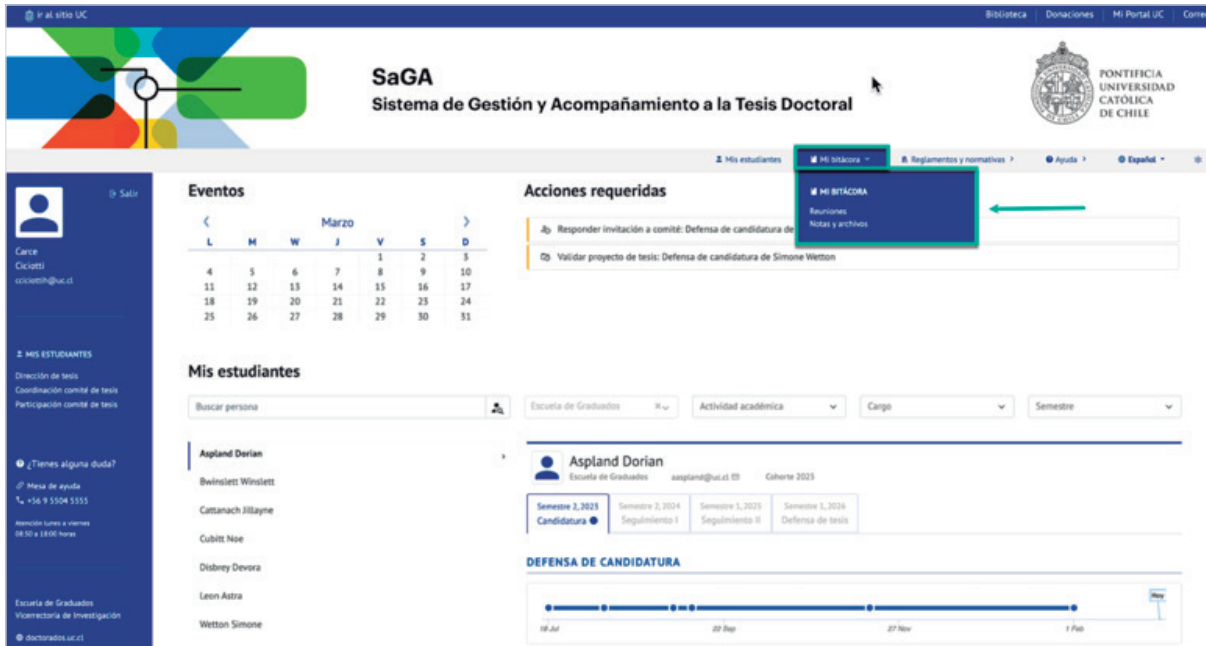 ir al sitio UC
Biblioteca Donaciones Mi Portal UC Corre
SaGA
Sistema de Gestión y Acompañamiento a la Tesis Doctoral
PONTIFICIA
UNIVERSIDAD
CATÓLICA
DE CHILE
Mis estudiantes Mi bitácora Reglamentos y normativas Ayuda Español
Salir
Carce
Ciciotti
cciciottih@uc.cl
MIS ESTUDIANTES
Dirección de tesis
Coordinación comité de tesis
Participación comité de tesis
¿Tienes alguna duda?
Mesa de ayuda
+56 9 5504 5555
Atención lunes a viernes
08:30 a 18:00 horas
Escuela de Graduados
Vicerrectoría de Investigación
doctorados.uc.cl
Eventos
Marzo
L M W J V S D
1 2 3
4 5 6 7 8 9 10
11 12 13 14 15 16 17
18 19 20 21 22 23 24
25 26 27 28 29 30 31
Acciones requeridas
Responder invitación a comité: Defensa de candidatura de
Validar proyecto de tesis: Defensa de candidatura de Simone Wetton
MI BITÁCORA
Reuniones
Notas y archivos
Mis estudiantes
Buscar persona
Escuela de Graduados Actividad académica Cargo Semestre
Aspland Dorian
Bwinslett Winslett
Cattanach Jillayne
Cubitt Noe
Disbrey Devora
Leon Astra
Wetton Simone
Aspland Dorian
Escuela de Graduados aaspland@uc.cl Cohorte 2023
Semestre 2, 2023 Semestre 2, 2024 Semestre 1, 2025 Semestre 1, 2026
Candidatura Seguimiento I Seguimiento II Defensa de tesis
DEFENSA DE CANDIDATURA
Hoy
18 Jul 22 Sep 27 Nov 1 Feb